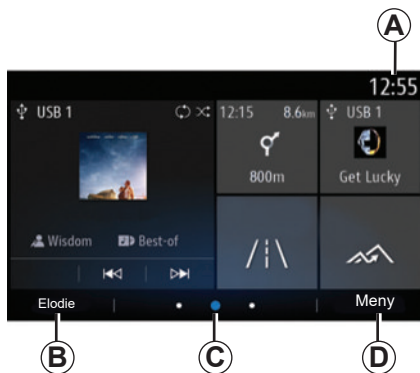 A
12:55
USB 1
12:15 8.6km
USB 1
800m
Get Lucky
Wisdom Best-of
Elodie
Meny
B
C
D